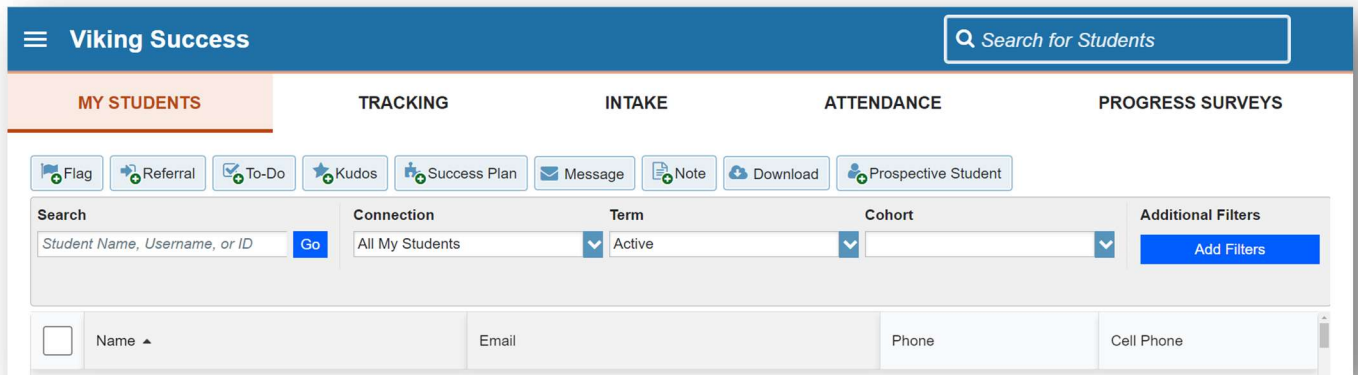 Viking Success
Search for Students
MY STUDENTS TRACKING INTAKE ATTENDANCE PROGRESS SURVEYS
Flag Referral To-Do Kudos Success Plan Message Note Download Prospective Student
Search Connection Term Cohort Additional Filters
Student Name, Username, or ID Go All My Students Active Add Filters
Name Email Phone Cell Phone